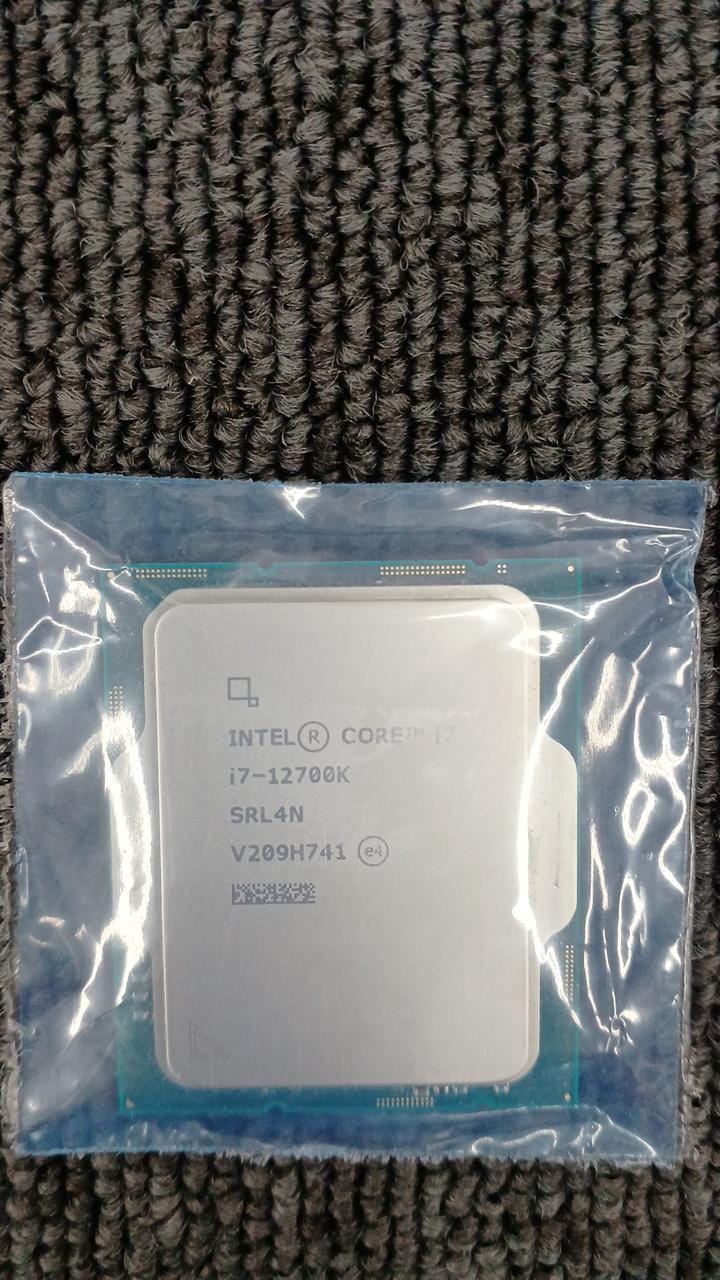 INTEL® CORE™ i7
i7-12700K
SRL4N
V209H741 e4